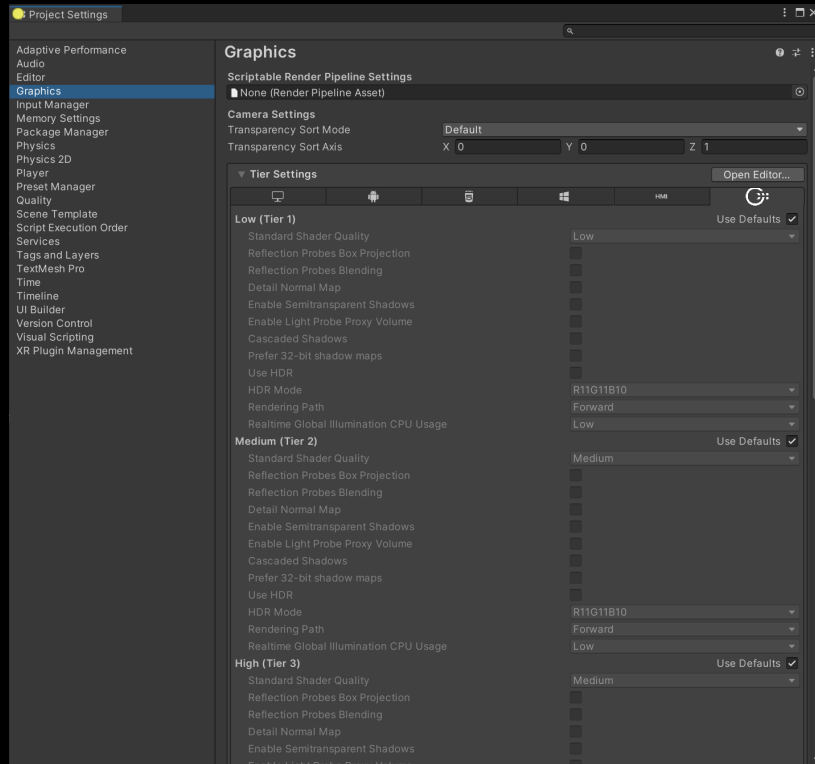 Project Settings
Adaptive Performance
Audio
Editor
Graphics
Input Manager
Memory Settings
Package Manager
Physics
Physics 2D
Player
Preset Manager
Quality
Scene Template
Script Execution Order
Services
Tags and Layers
TextMesh Pro
Time
Timeline
UI Builder
Version Control
Visual Scripting
XR Plugin Management
Graphics
Scriptable Render Pipeline Settings
None (Render Pipeline Asset)
Camera Settings
Transparency Sort Mode Default
Transparency Sort Axis X 0 Y 0 Z 1
Tier Settings Open Editor...
HMI
Low (Tier 1) Use Defaults
Standard Shader Quality Low
Reflection Probes Box Projection
Reflection Probes Blending
Detail Normal Map
Enable Semitransparent Shadows
Enable Light Probe Proxy Volume
Cascaded Shadows
Prefer 32-bit shadow maps
Use HDR
HDR Mode R11G11B10
Rendering Path Forward
Realtime Global Illumination CPU Usage Low
Medium (Tier 2) Use Defaults
Standard Shader Quality Medium
Reflection Probes Box Projection
Reflection Probes Blending
Detail Normal Map
Enable Semitransparent Shadows
Enable Light Probe Proxy Volume
Cascaded Shadows
Prefer 32-bit shadow maps
Use HDR
HDR Mode R11G11B10
Rendering Path Forward
Realtime Global Illumination CPU Usage Low
High (Tier 3) Use Defaults
Standard Shader Quality Medium
Reflection Probes Box Projection
Reflection Probes Blending
Detail Normal Map
Enable Semitransparent Shadows